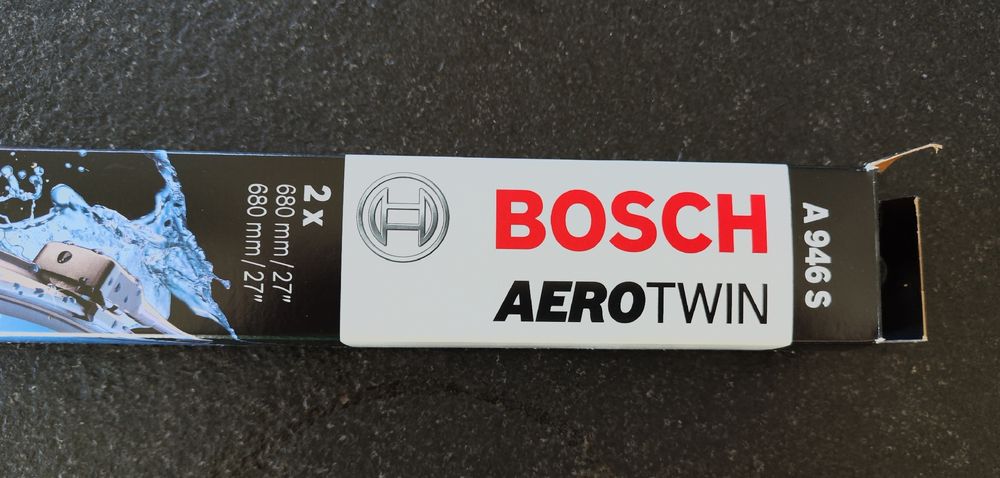 2 x
680 mm / 27"
680 mm / 27"
BOSCH
AEROTWIN
A 946 S